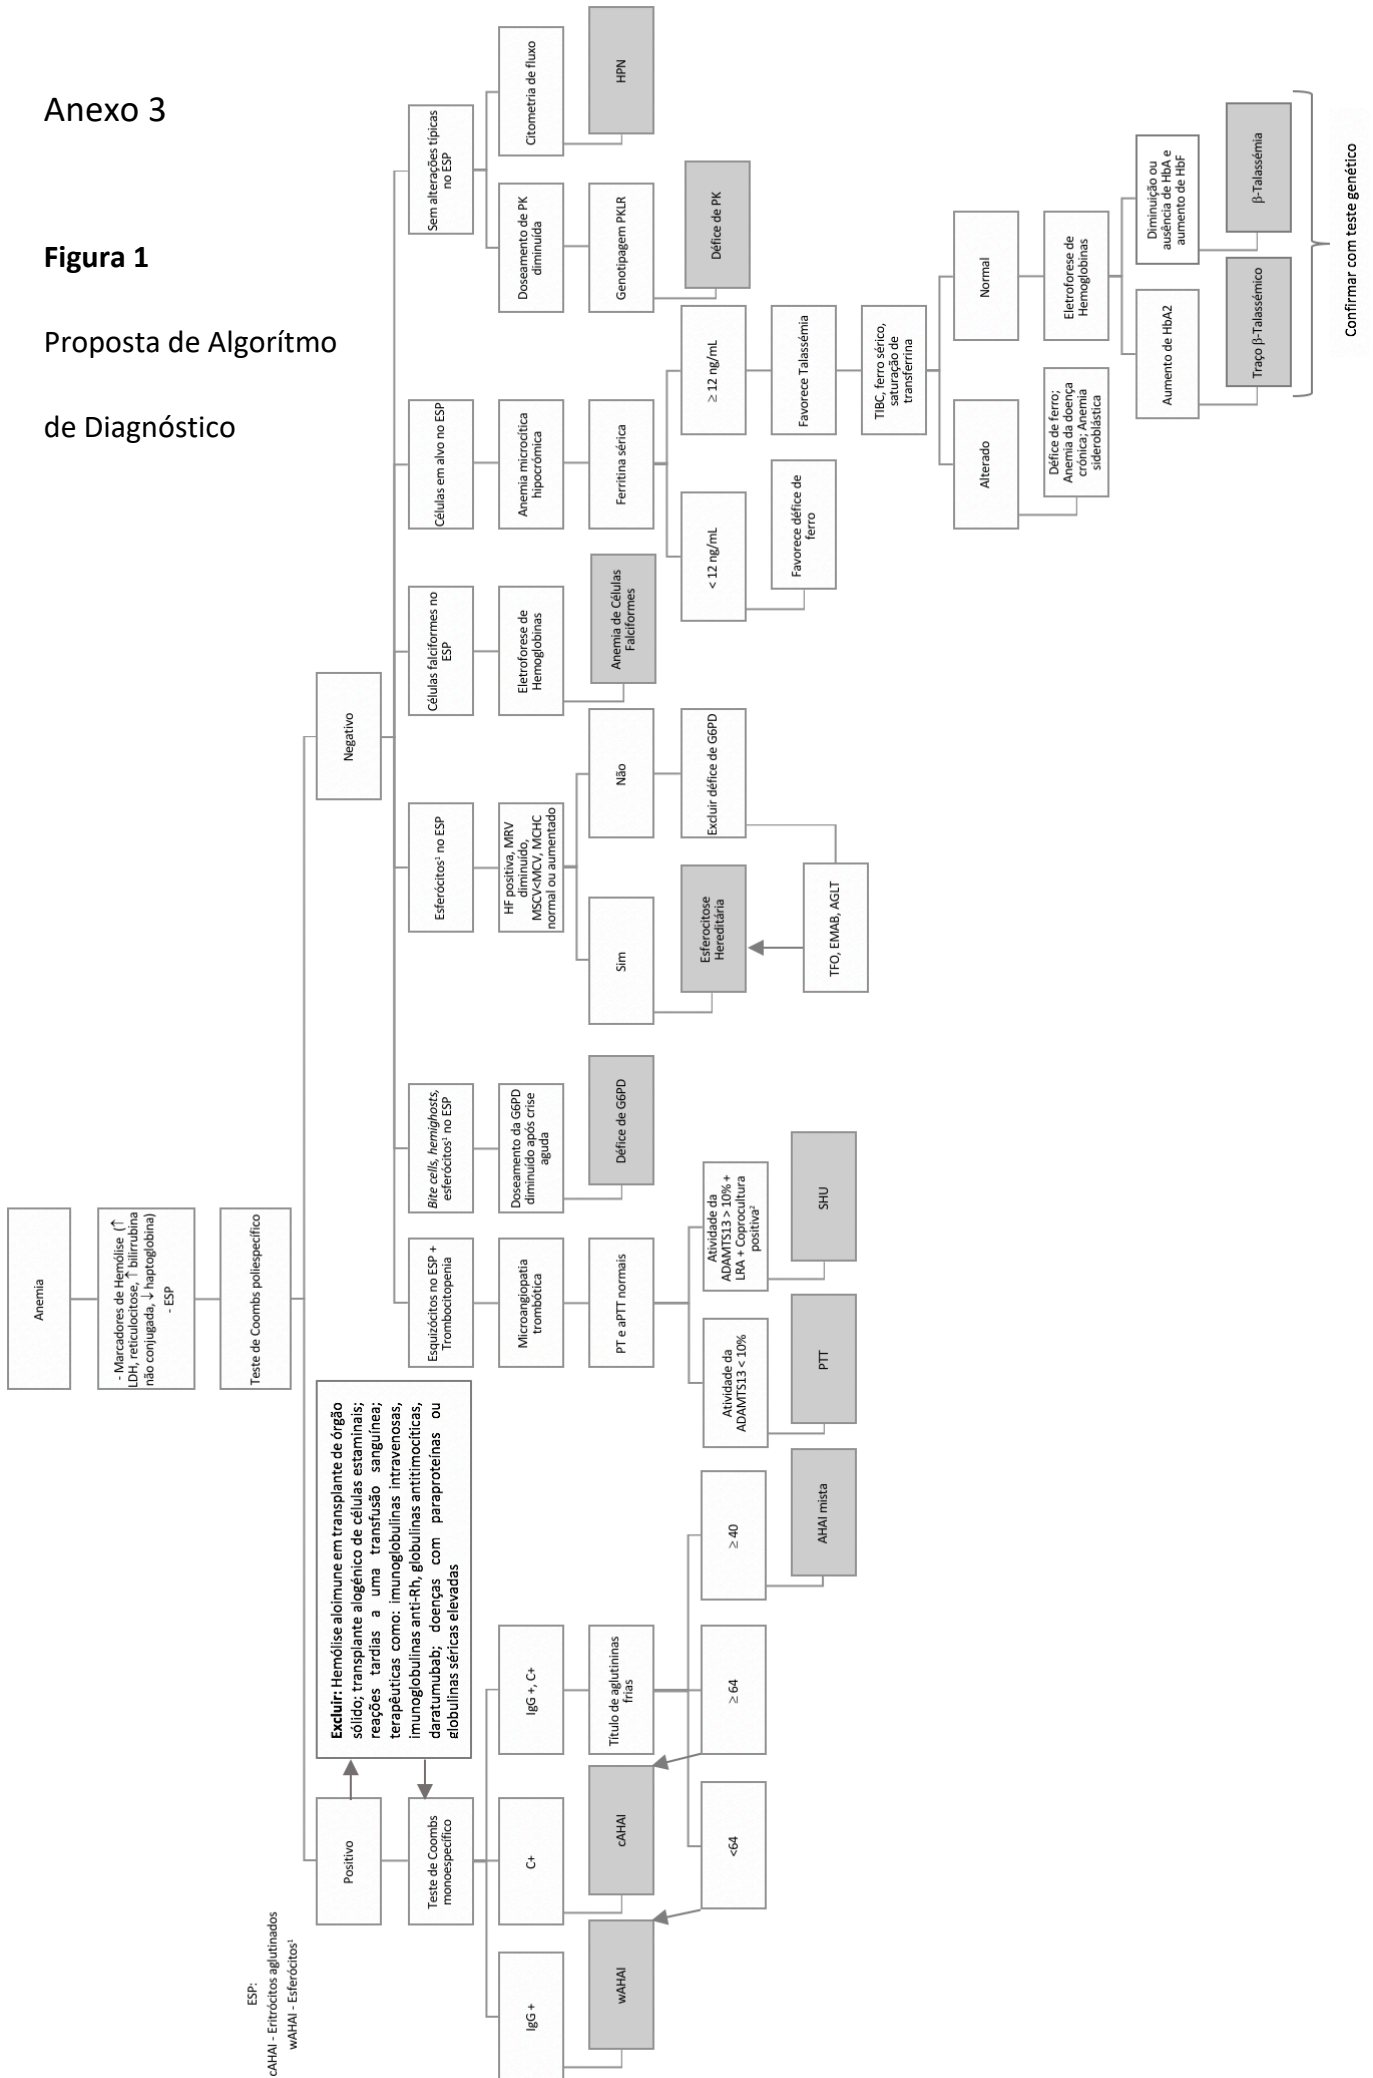 Anexo 3
Figura 1
Proposta de Algorítmo
de Diagnóstico
Anemia
- Marcadores de Hemólise (↑
LDH, reticulocitose, ↑ bilirrubina
não conjugada, ↓ haptoglobina)
- ESP
Teste de Coombs poliespecífico
ESP:
cAHAI - Eritrócitos aglutinados
wAHAI - Esferócitos¹
Positivo
Excluir: Hemólise aloimune em transplante de órgão
sólido; transplante alogénico de células estaminais;
reações tardias a uma transfusão sanguínea;
terapêuticas como: imunoglobulinas intravenosas,
imunoglobulinas anti-Rh, globulinas antitimocíticas,
daratumubab; doenças com paraproteínas ou
globulinas séricas elevadas
Teste de Coombs
monoespecífico
IgG +
wAHAI
C+
cAHAI
IgG +, C+
Título de aglutininas
frias
<64
≥ 64
≥ 40
AHAI mista
Negativo
Esquizócitos no ESP +
Trombocitopenia
Microangiopatia
trombótica
PT e aPTT normais
Atividade da
ADAMTS13 < 10%
PTT
Atividade da
ADAMTS13 > 10% +
LRA + Coprocultura
positiva²
SHU
Bite cells, hemighosts,
esferócitos¹ no ESP
Doseamento da G6PD
diminuído após crise
aguda
Défice de G6PD
Esferócitos¹ no ESP
HF positiva, MRV
diminuído,
MSCV<MCV, MCHC
normal ou aumentado
Sim
Esferocitose
Hereditária
Não
Excluir défice de G6PD
TFO, EMAB, AGLT
Células falciformes no
ESP
Eletroforese de
Hemoglobinas
Anemia de Células
Falciformes
Células em alvo no ESP
Anemia microcítica
hipocrómica
Ferritina sérica
< 12 ng/mL
Favorece défice de
ferro
≥ 12 ng/mL
Favorece Talassémia
TIBC, ferro sérico,
saturação de
transferrina
Alterado
Défice de ferro;
Anemia da doença
crónica; Anemia
sideroblástica
Normal
Eletroforese de
Hemoglobinas
Aumento de HbA2
Traço β-Talassémico
Diminuição ou
ausência de HbA e
aumento de HbF
β-Talassémia
Confirmar com teste genético
Sem alterações típicas
no ESP
Doseamento de PK
diminuída
Genotipagem PKLR
Défice de PK
Citometria de fluxo
HPN